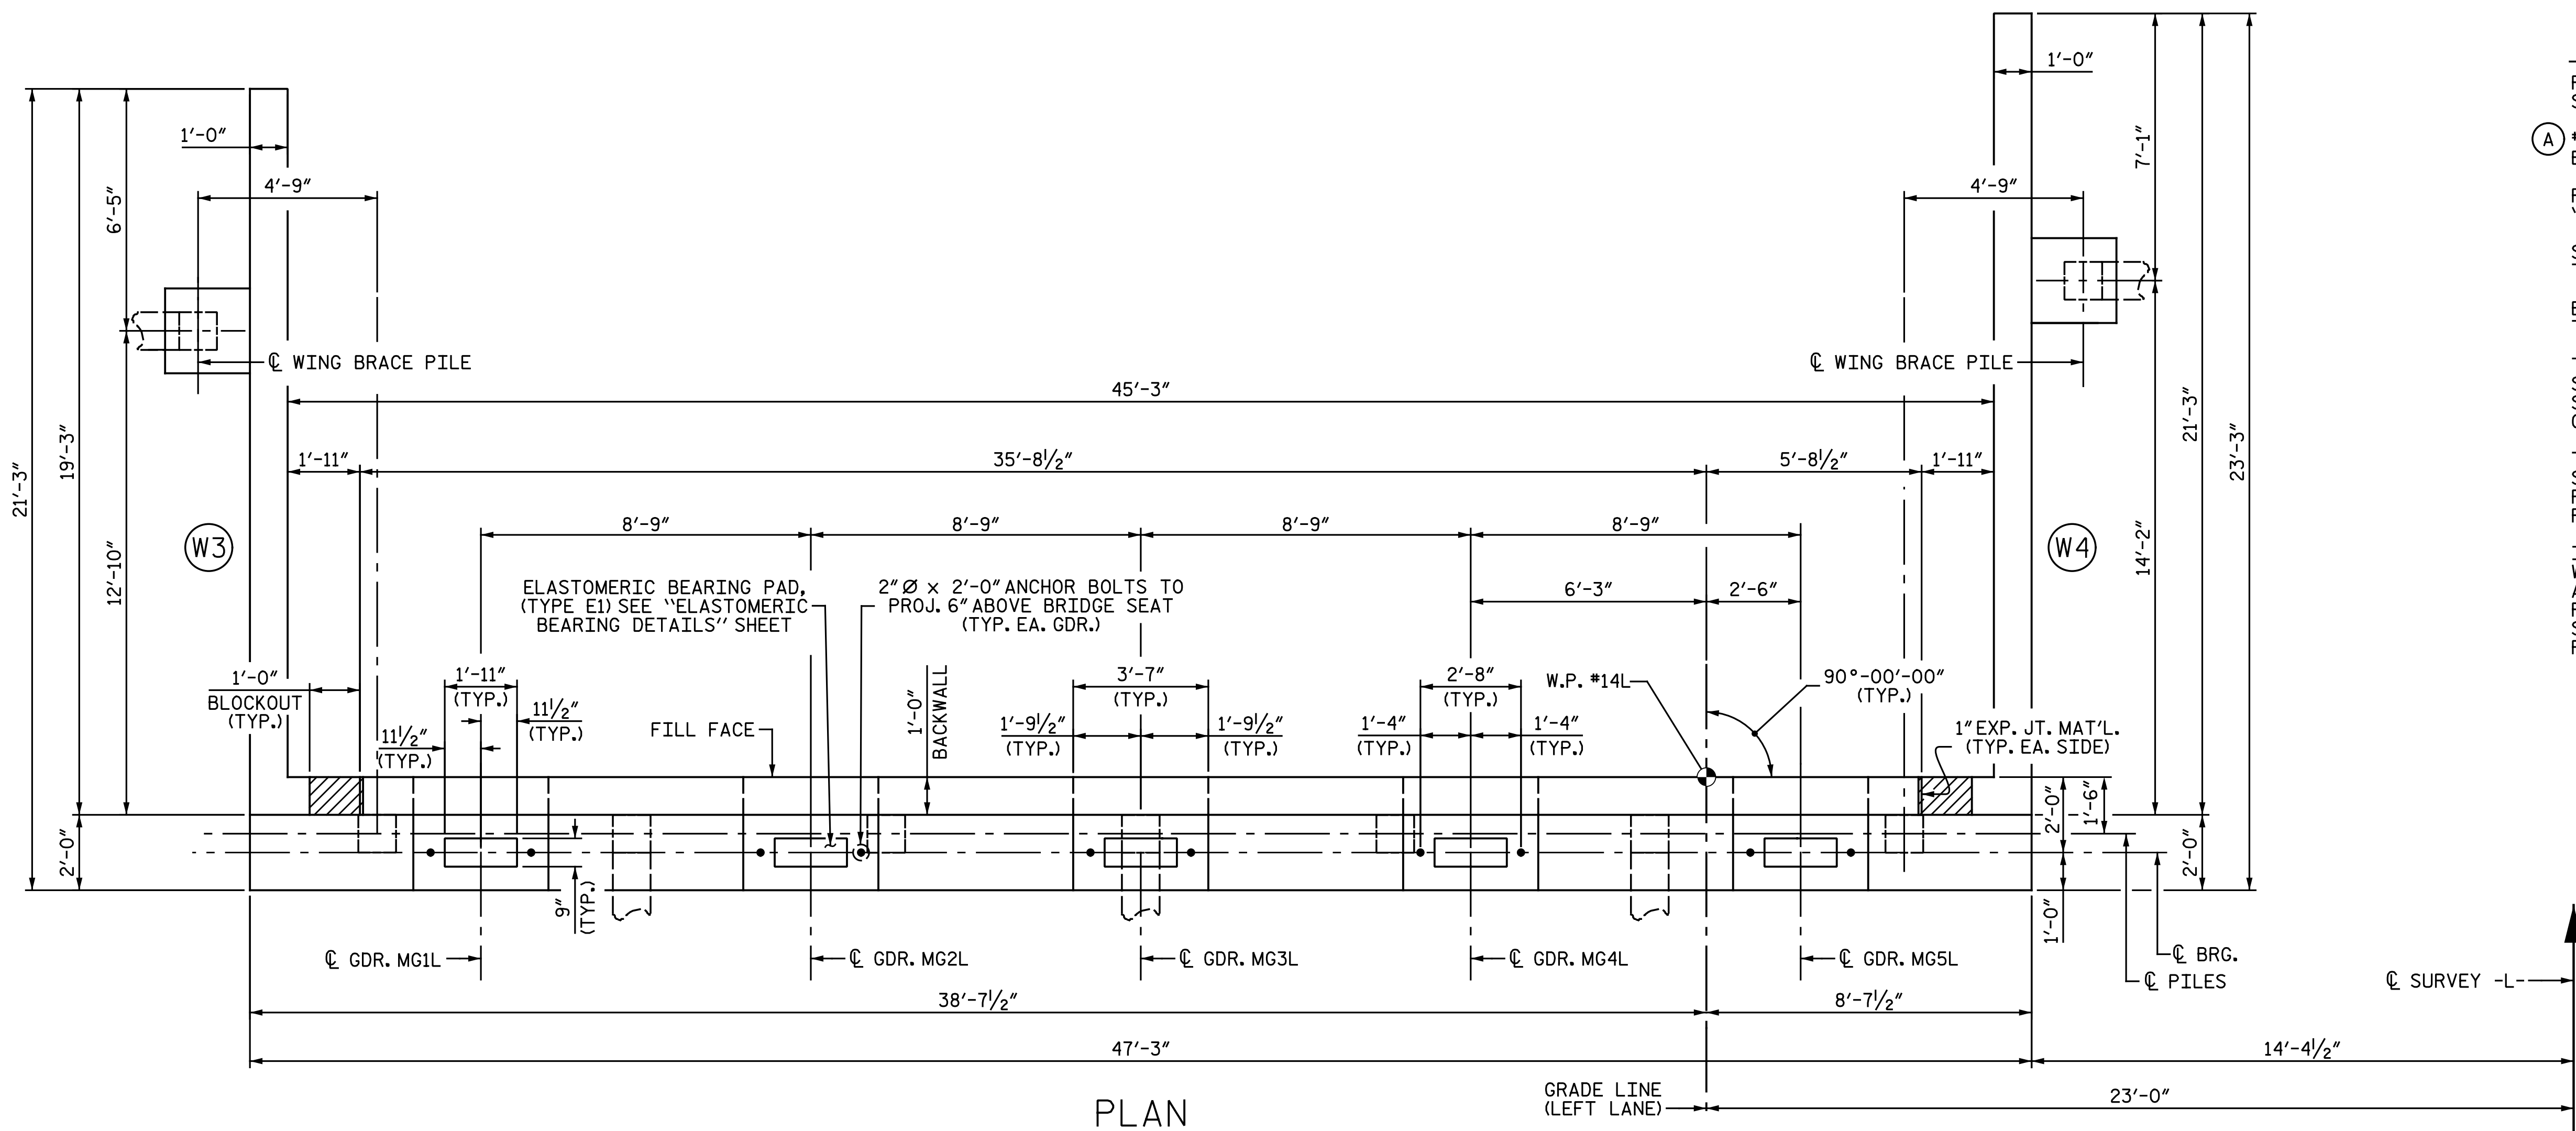 1'-0"
1'-0"
A
1'-0"
4'-9"
4'-9"
6'-5"
7'-1"
℄ WING BRACE PILE
℄ WING BRACE PILE
45'-3"
21'-3"
19'-3"
21'-3"
23'-3"
1'-11"
35'-8½"
5'-8½"
1'-11"
W3
8'-9"
8'-9"
8'-9"
8'-9"
W4
12'-10"
14'-2"
ELASTOMERIC BEARING PAD,
(TYPE E1) SEE "ELASTOMERIC
BEARING DETAILS" SHEET
2" Ø x 2'-0" ANCHOR BOLTS TO
PROJ. 6" ABOVE BRIDGE SEAT
(TYP. EA. GDR.)
6'-3"
2'-6"
1'-0"
BLOCKOUT
(TYP.)
1'-11"
(TYP.)
11½"
(TYP.)
11½"
(TYP.)
FILL FACE
1'-0"
BACKWALL
3'-7"
(TYP.)
1'-9½"
(TYP.)
1'-9½"
(TYP.)
2'-8"
(TYP.)
1'-4"
(TYP.)
1'-4"
(TYP.)
W.P. #14L
90°-00'-00"
(TYP.)
1" EXP. JT. MAT'L.
(TYP. EA. SIDE)
2'-0"
9"
(TYP.)
2'-0"
1'-6"
1'-0"
2'-0"
℄ GDR. MG1L
℄ GDR. MG2L
℄ GDR. MG3L
℄ GDR. MG4L
℄ GDR. MG5L
℄ BRG.
℄ PILES
℄ SURVEY -L-
38'-7½"
8'-7½"
47'-3"
14'-4½"
GRADE LINE
(LEFT LANE)
23'-0"
PLAN